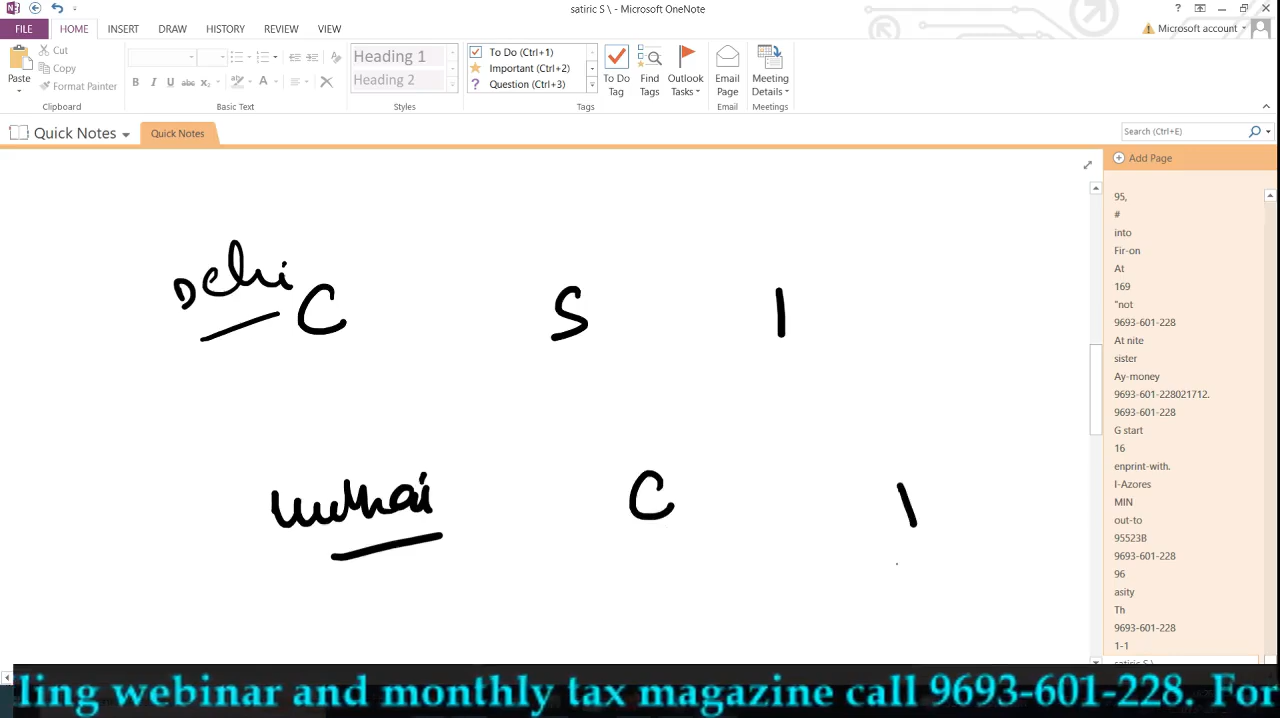 satiric S \ - Microsoft OneNote
FILE HOME INSERT DRAW HISTORY REVIEW VIEW
Microsoft account
Paste
Cut
Copy
Format Painter
Clipboard
B I U abc X₂ A
Basic Text
Heading 1
Heading 2
Styles
To Do (Ctrl+1)
Important (Ctrl+2)
Question (Ctrl+3)
To Do Tag
Find Tags
Tags
Outlook Tasks
Email Page
Email
Meeting Details
Meetings
Quick Notes Quick Notes
Search (Ctrl+E)
Add Page
Delhi C S I
Mumbai C I
95,
#
into
Fir-on
At
169
"not
9693-601-228
At nite
sister
Ay-money
9693-601-228021712.
9693-601-228
G start
16
enprint-with.
I-Azores
MIN
out-to
95523B
9693-601-228
96
asity
Th
9693-601-228
1-1
satiric S \
ling webinar and monthly tax magazine call 9693-601-228. For